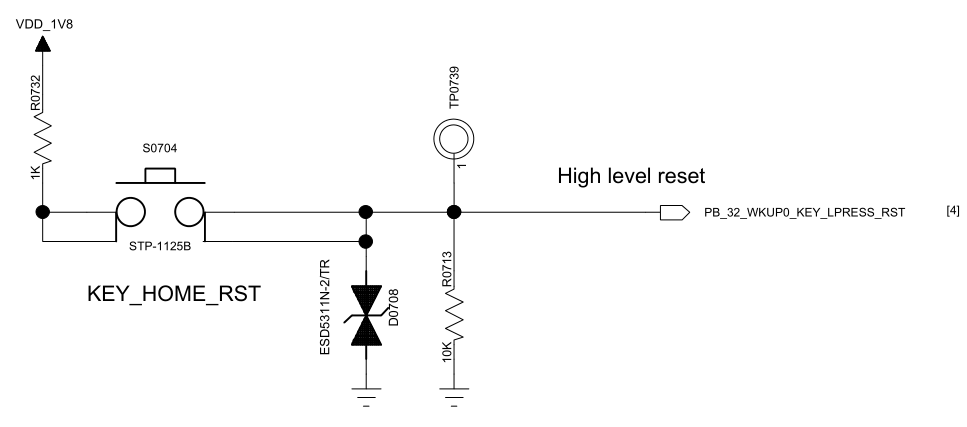 VDD_1V8
R0732
1K
S0704
STP-1125B
KEY_HOME_RST
ESD5311N-2/TR
D0708
TP0739
1
R0713
10K
High level reset
PB_32_WKUP0_KEY_LPRESS_RST
[4]